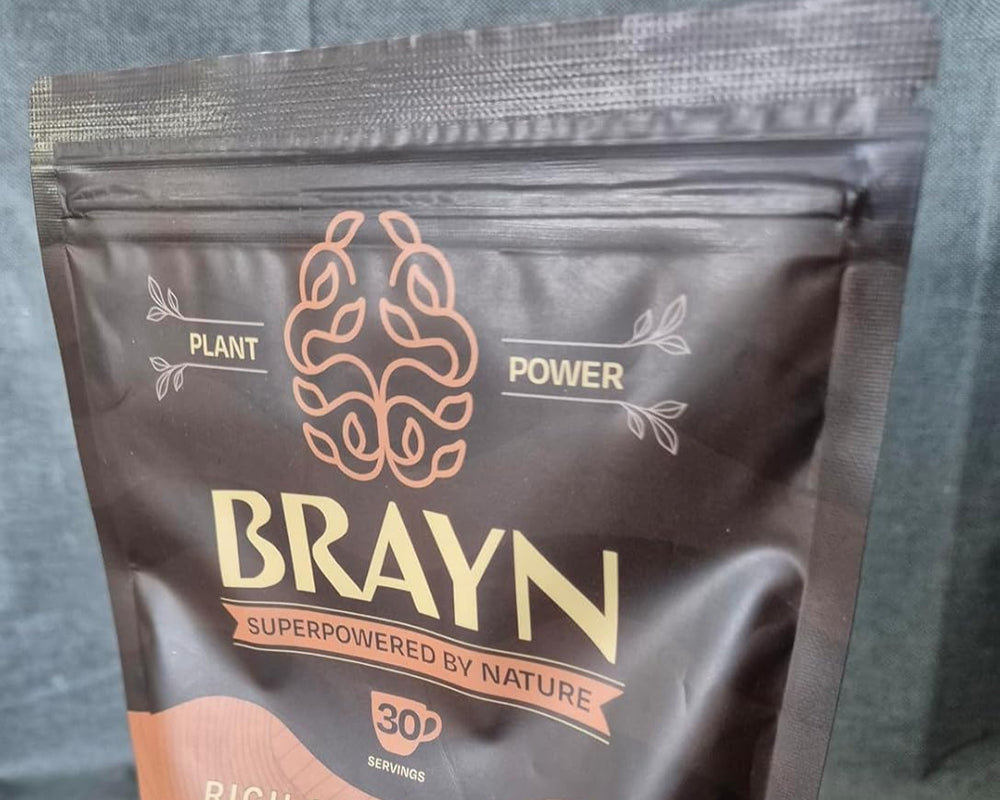 PLANT
POWER
BRAYN
SUPERPOWERED BY NATURE
30
SERVINGS